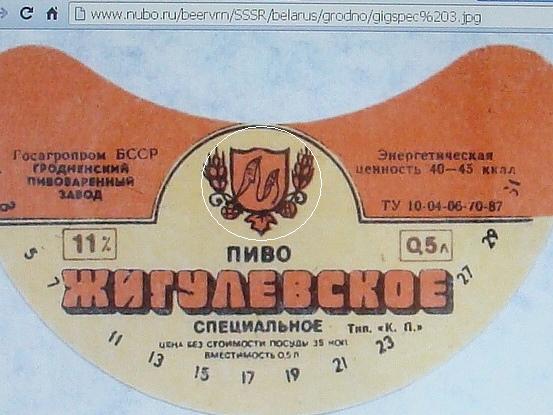 www.nubo.ru/beervrn/SSSR/belarus/grodno/gigspec%203.jpg
Госагропром БССР
ГРОДНЕНСКИЙ
ПИВОВАРЕННЫЙ
ЗАВОД
Энергетическая
ценность 40-45 ккал
ТУ 10-04-06-70-87
11%
0,5л
ПИВО
ЖИГУЛЕВСКОЕ
СПЕЦИАЛЬНОЕ
Тип. «К. П.»
ЦЕНА БЕЗ СТОИМОСТИ ПОСУДЫ 35 КОП.
ВМЕСТИМОСТЬ 0,5 Л
5 7 11 13 15 17 19 21 23 27 29 31